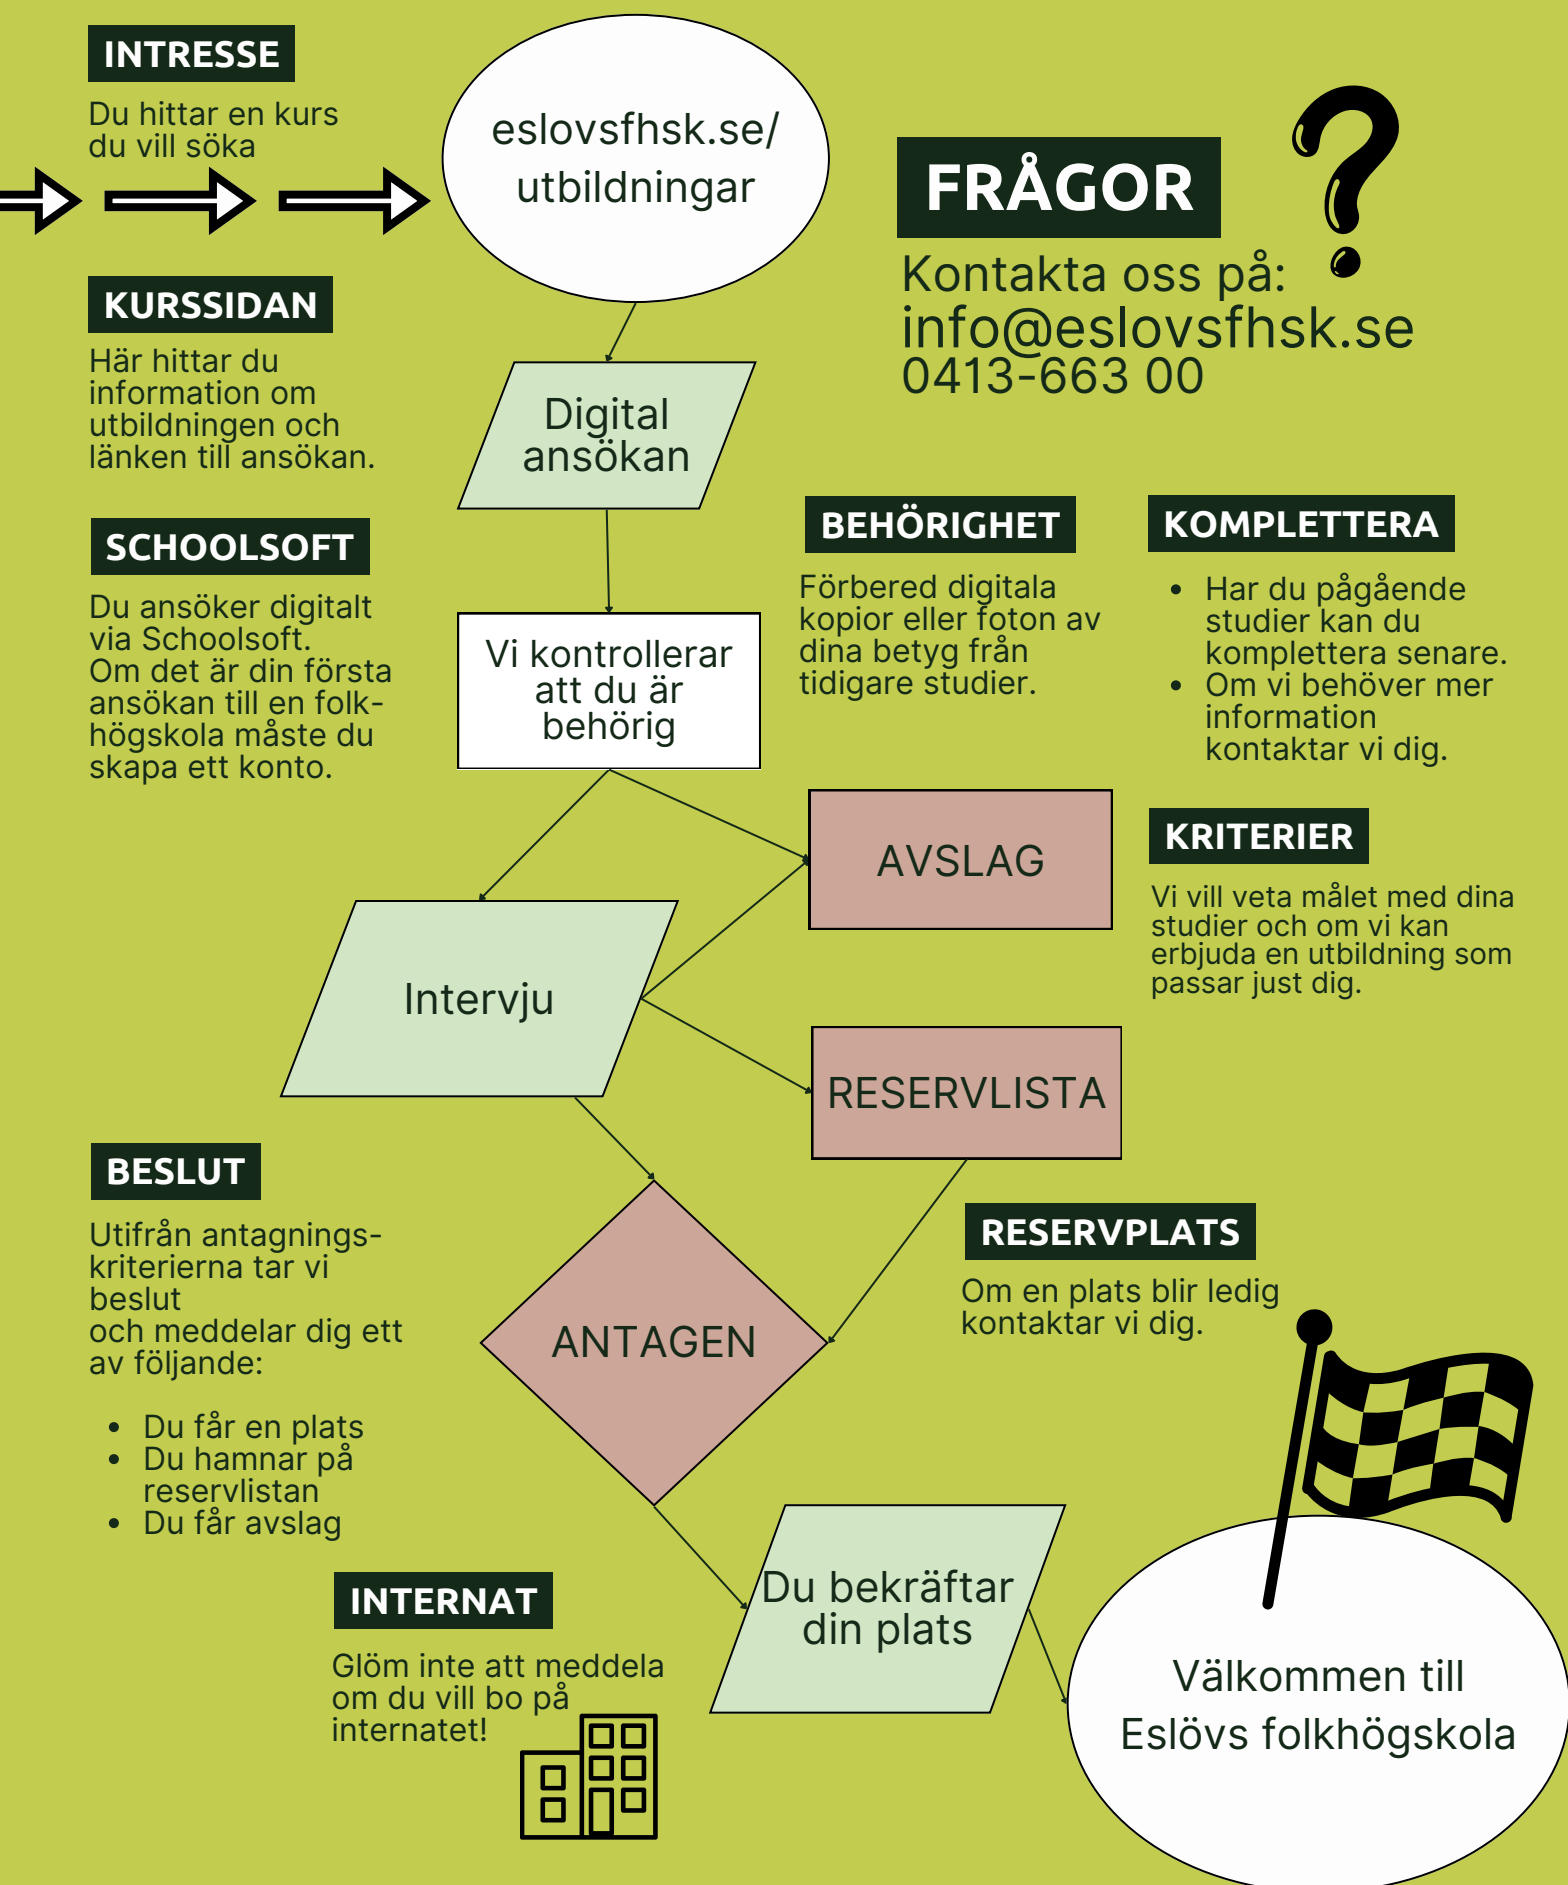 INTRESSE
Du hittar en kurs
du vill söka
eslovsfhsk.se/
utbildningar
FRÅGOR
Kontakta oss på:
info@eslovsfhsk.se
0413-663 00
KURSSIDAN
Här hittar du
information om
utbildningen och
länken till ansökan.
Digital
ansökan
SCHOOLSOFT
Du ansöker digitalt
via Schoolsoft.
Om det är din första
ansökan till en folk-
högskola måste du
skapa ett konto.
Vi kontrollerar
att du är
behörig
BEHÖRIGHET
Förbered digitala
kopior eller foton av
dina betyg från
tidigare studier.
KOMPLETTERA
• Har du pågående
studier kan du
komplettera senare.
• Om vi behöver mer
information
kontaktar vi dig.
AVSLAG
KRITERIER
Vi vill veta målet med dina
studier och om vi kan
erbjuda en utbildning som
passar just dig.
Intervju
RESERVLISTA
BESLUT
Utifrån antagnings-
kriterierna tar vi
beslut
och meddelar dig ett
av följande:
• Du får en plats
• Du hamnar på
reservlistan
• Du får avslag
ANTAGEN
RESERVPLATS
Om en plats blir ledig
kontaktar vi dig.
INTERNAT
Glöm inte att meddela
om du vill bo på
internatet!
Du bekräftar
din plats
Välkommen till
Eslövs folkhögskola